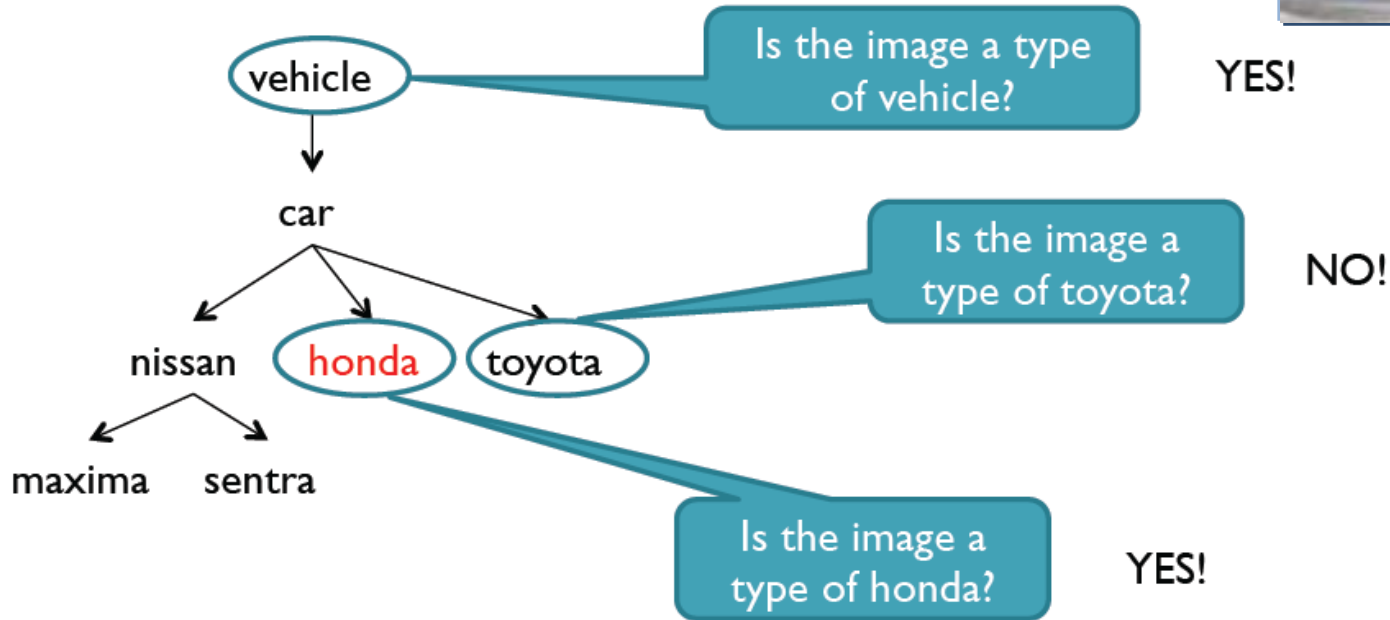 Is the image a type
of vehicle?
vehicle
YES!
car
Is the image a
type of toyota?
NO!
nissan
honda
toyota
maxima
sentra
Is the image a
type of honda?
YES!